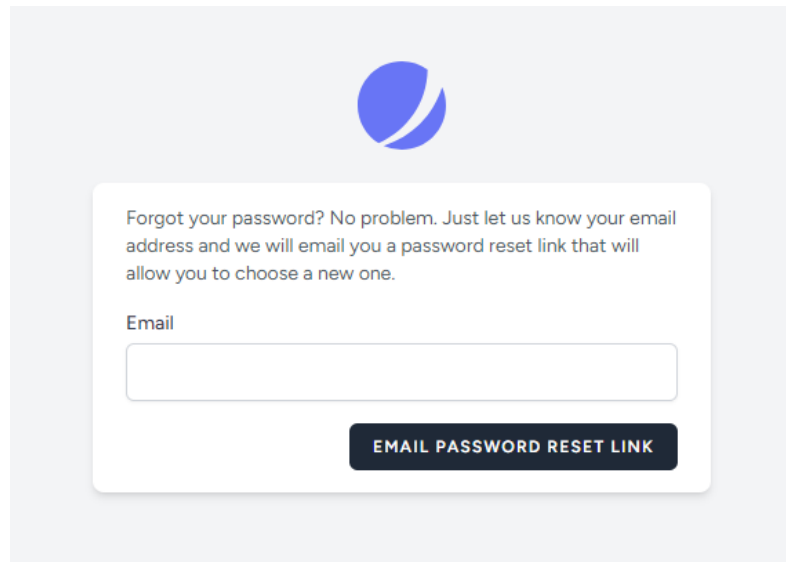 Forgot your password? No problem. Just let us know your email
address and we will email you a password reset link that will
allow you to choose a new one.
Email
EMAIL PASSWORD RESET LINK